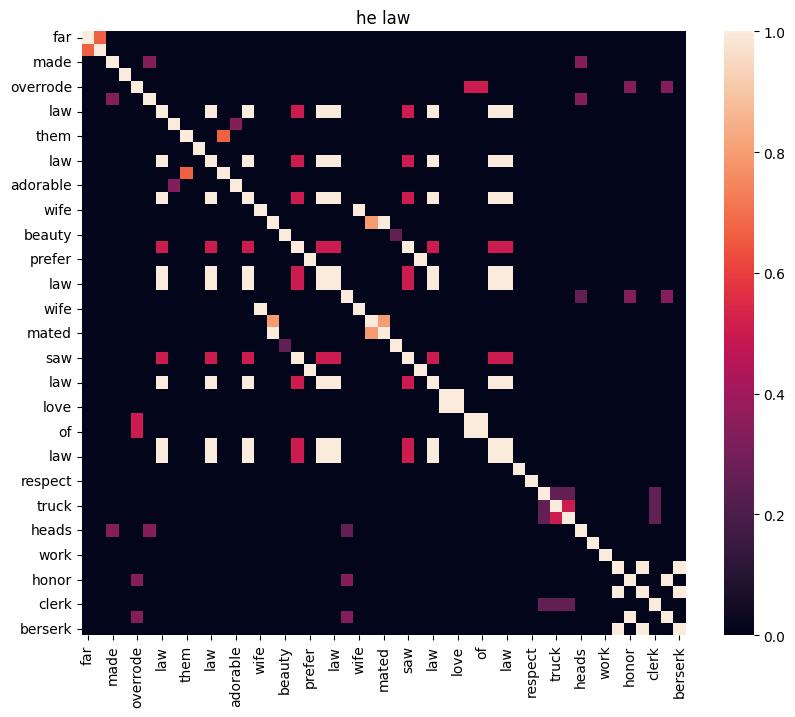 he law
far
made
overrode
law
them
law
adorable
wife
beauty
prefer
law
wife
mated
saw
law
love
of
law
respect
truck
heads
work
honor
clerk
berserk
far
made
overrode
law
them
law
adorable
wife
beauty
prefer
law
wife
mated
saw
law
love
of
law
respect
truck
heads
work
honor
clerk
berserk
1.0
0.8
0.6
0.4
0.2
0.0